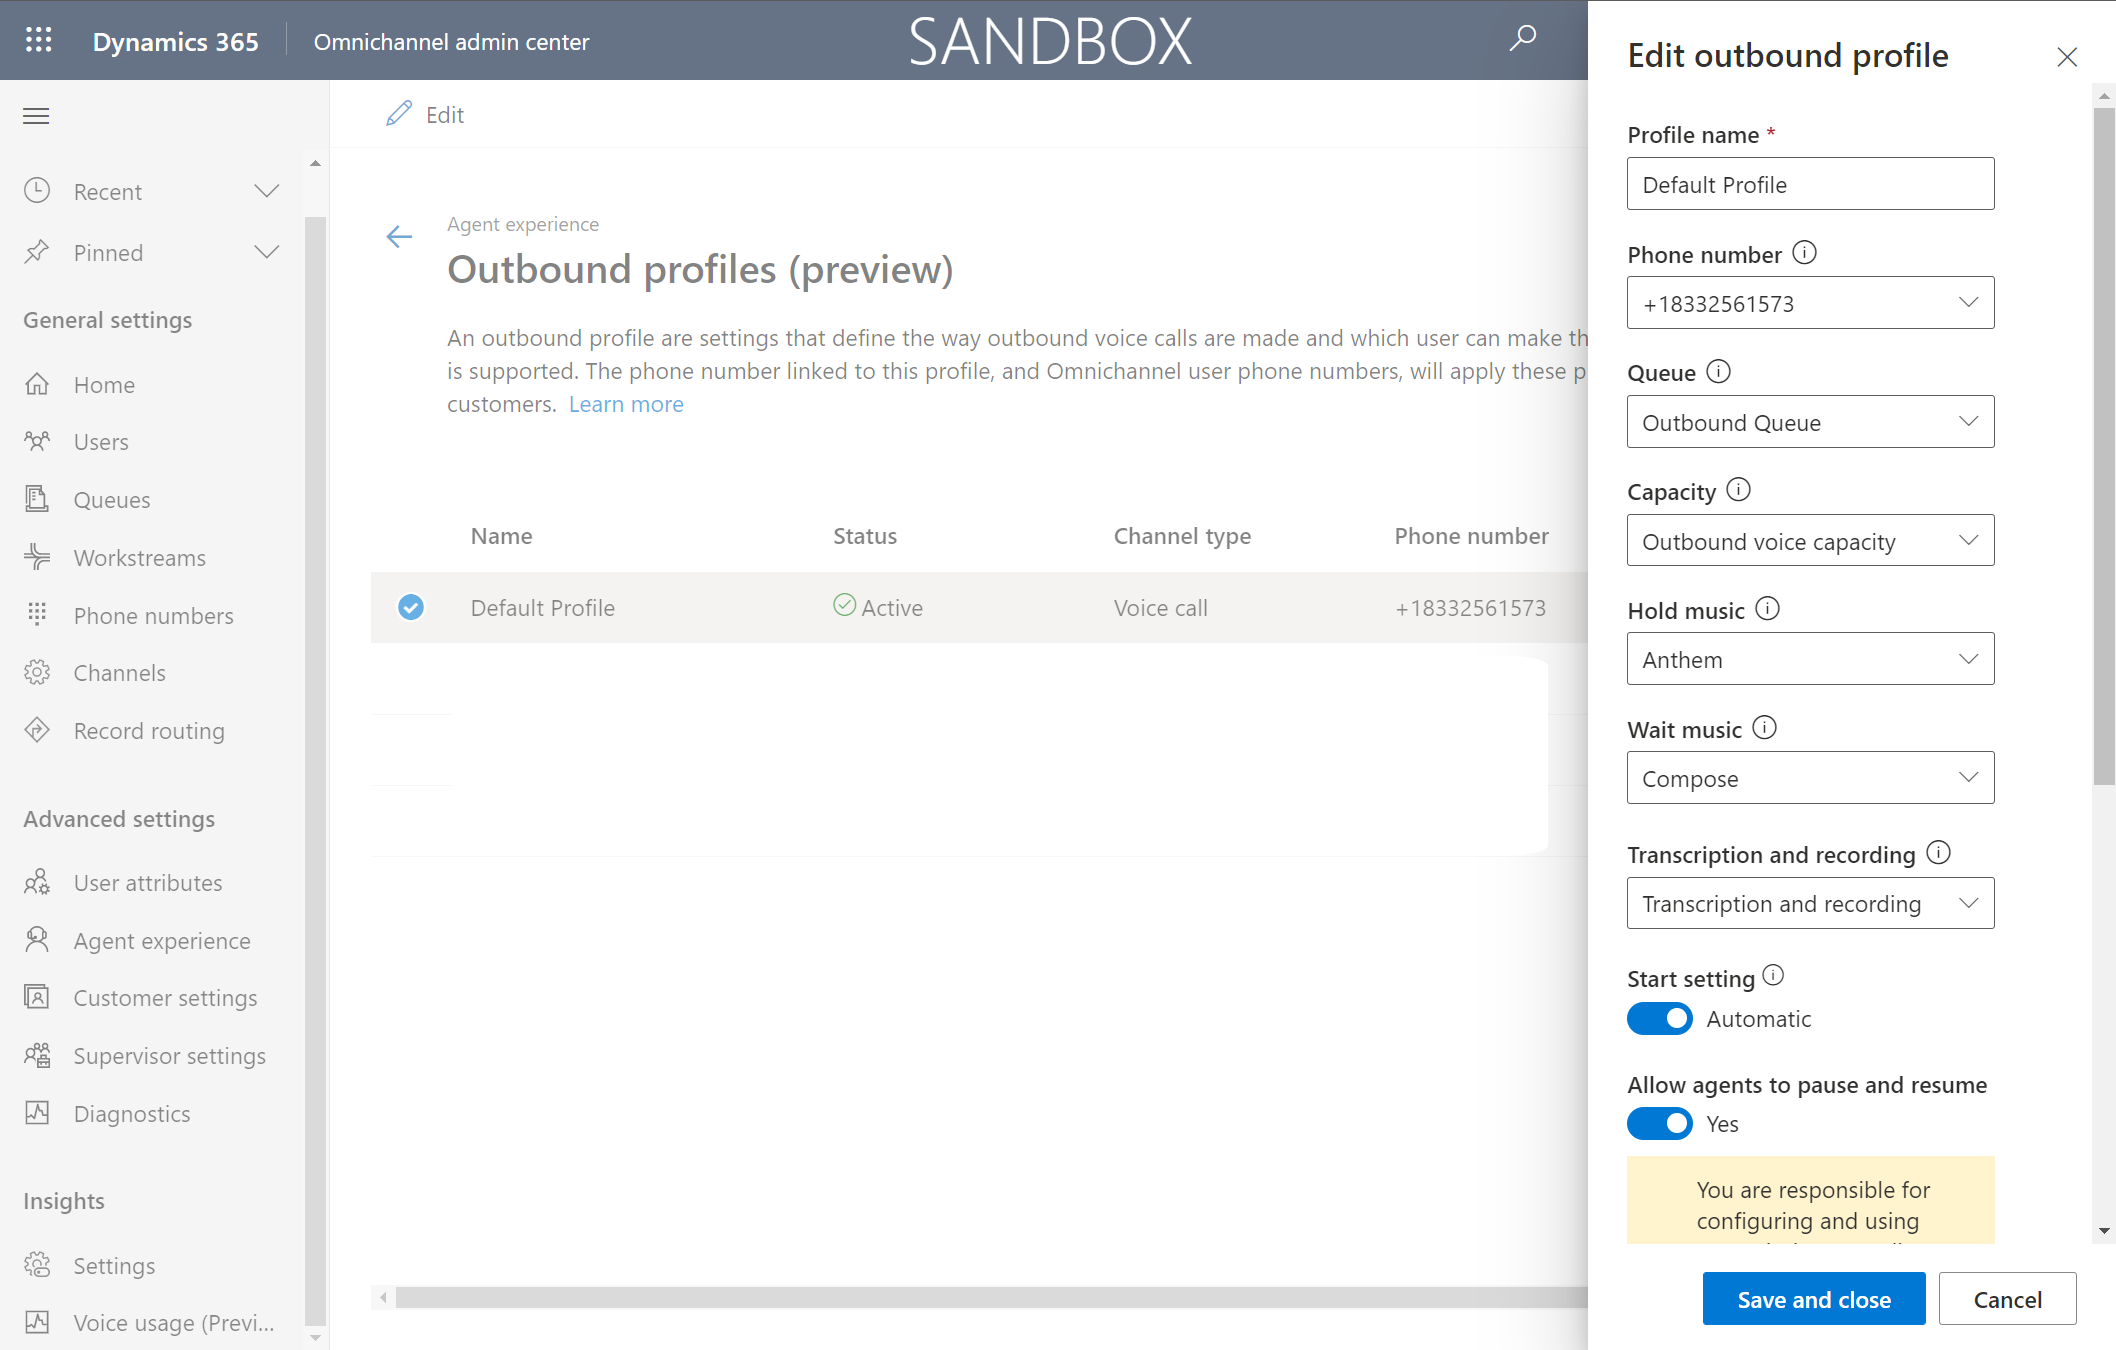 Dynamics 365
Omnichannel admin center
SANDBOX
Recent
Pinned
General settings
Home
Users
Queues
Workstreams
Phone numbers
Channels
Record routing
Advanced settings
User attributes
Agent experience
Customer settings
Supervisor settings
Diagnostics
Insights
Settings
Voice usage (Previ...
Edit
Agent experience
Outbound profiles (preview)
An outbound profile are settings that define the way outbound voice calls are made and which user can make
is supported. The phone number linked to this profile, and Omnichannel user phone numbers, will apply these
customers. Learn more
Name Status Channel type Phone number
Default Profile Active Voice call +18332561573
Edit outbound profile
Profile name *
Default Profile
Phone number
+18332561573
Queue
Outbound Queue
Capacity
Outbound voice capacity
Hold music
Anthem
Wait music
Compose
Transcription and recording
Transcription and recording
Start setting
Automatic
Allow agents to pause and resume
Yes
You are responsible for
configuring and using
Save and close
Cancel